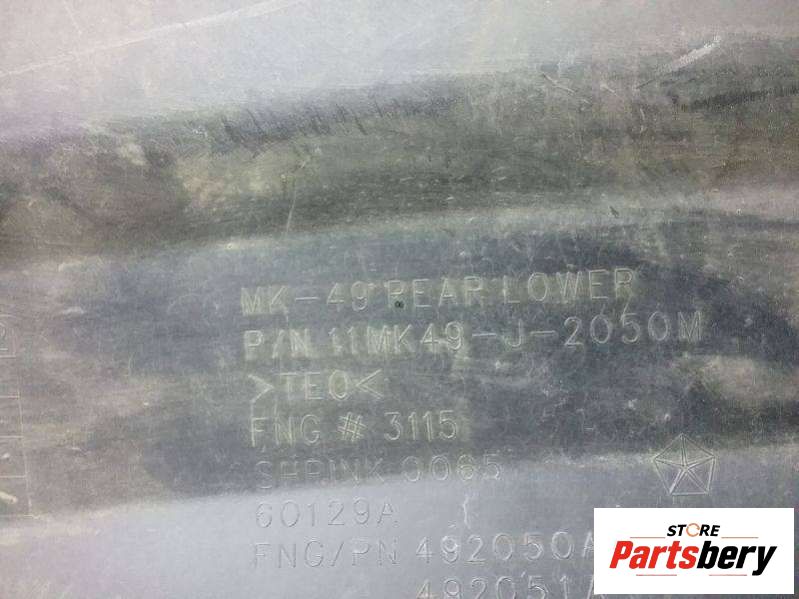 MK-49 REAR LOWER
P/N 11MK49-J-2050M
>TEO<
FNG # 3115
SHRINK 0065
60129A
FNG/PN 492050A
492051A
STORE
Partsbery